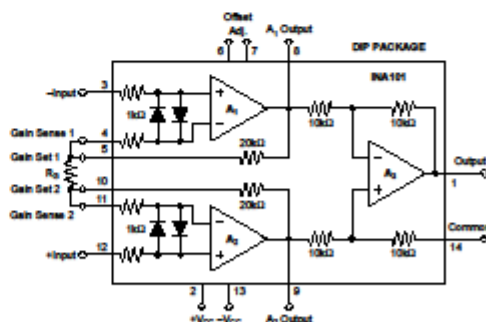 Offset
Adj.
A1 Output
6
7
8
DIP PACKAGE
INA101
–Input
3
1kΩ
+
A1
–
10kΩ
10kΩ
Gain Sense 1
4
Gain Set 1
5
20kΩ
RG
–
A3
+
Output
1
Gain Set 2
10
20kΩ
Gain Sense 2
11
1kΩ
–
A2
+
10kΩ
10kΩ
Common
14
+Input
12
2
13
9
+VCC
–VCC
A2 Output